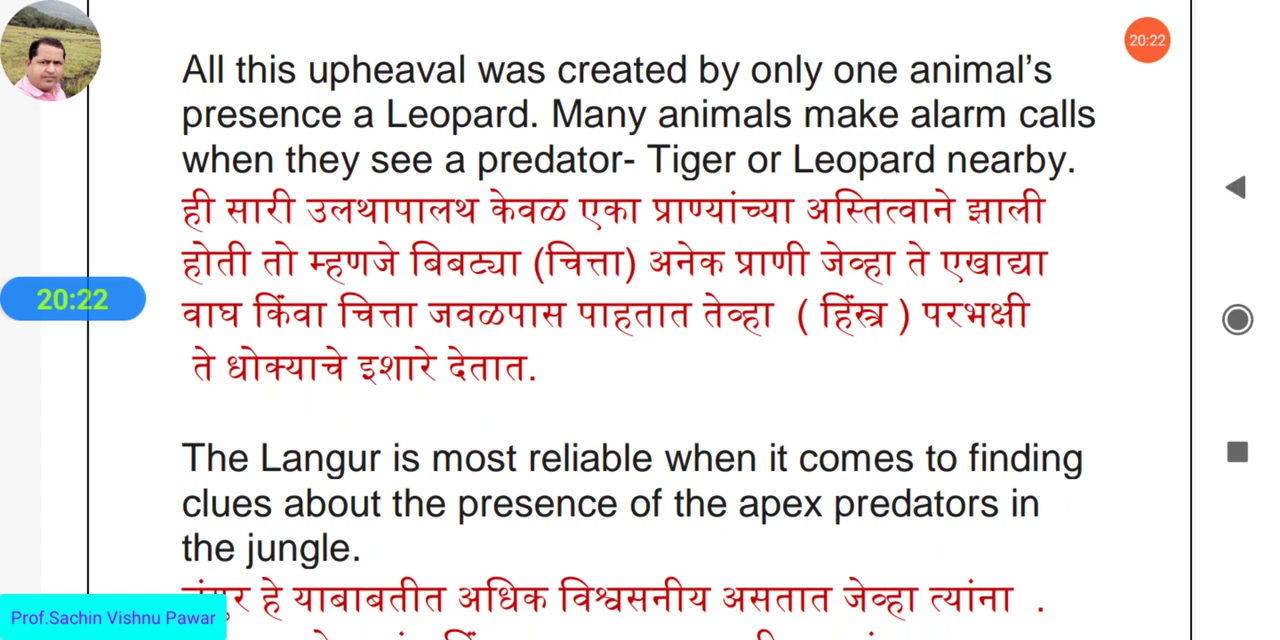 20:22
All this upheaval was created by only one animal’s
presence a Leopard. Many animals make alarm calls
when they see a predator- Tiger or Leopard nearby.
ही सारी उलथापालथ केवळ एका प्राण्यांच्या अस्तित्वाने झाली
होती तो म्हणजे बिबट्या (चित्ता) अनेक प्राणी जेव्हा ते एखाद्या
20:22
वाघ किंवा चित्ता जवळपास पाहतात तेव्हा ( हिंस्त्र ) परभक्षी
ते धोक्याचे इशारे देतात.
The Langur is most reliable when it comes to finding
clues about the presence of the apex predators in
the jungle.
हे याबाबतीत अधिक विश्वसनीय असतात जेव्हा त्यांना .
Prof.Sachin Vishnu Pawar